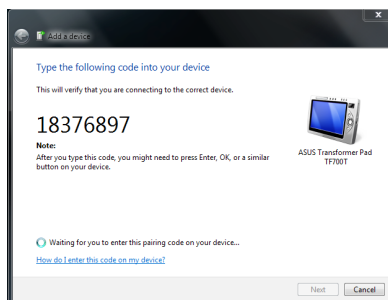 Add a device
Type the following code into your device
This will verify that you are connecting to the correct device.
18376897
Note:
After you type this code, you might need to press Enter, OK, or a similar
button on your device.
ASUS Transformer Pad
TF700T
Waiting for you to enter this pairing code on your device...
How do I enter this code on my device?
Next
Cancel